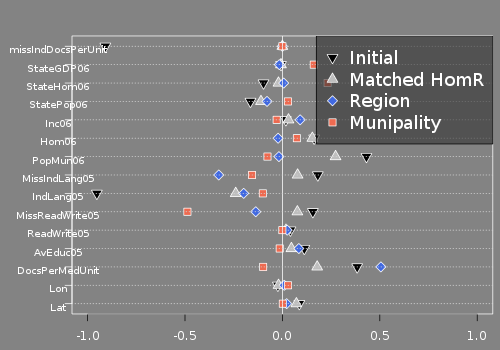 missIndDocsPerUnit
StateGDP06
StateHom06
StatePop06
Inc06
Hom06
PopMun06
MissIndLang05
IndLang05
MissReadWrite05
ReadWrite05
AvEduc05
DocsPerMedUnit
Lon
Lat
Initial
Matched HomR
Region
Munipality
-1.0 -0.5 0.0 0.5 1.0